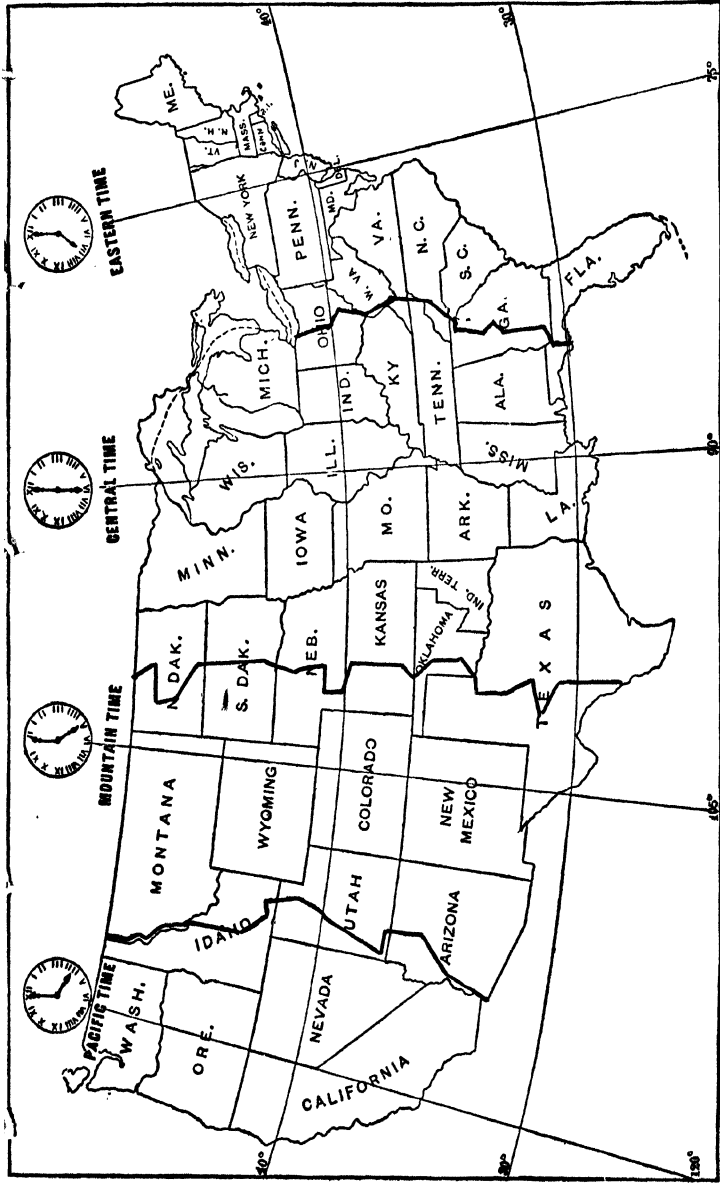 PACIFIC TIME
MOUNTAIN TIME
CENTRAL TIME
EASTERN TIME
WASH.
ORE.
CALIFORNIA
NEVADA
IDAHO
MONTANA
WYOMING
UTAH
COLORADO
ARIZONA
NEW
MEXICO
N. DAK.
S. DAK.
NEB.
KANSAS
OKLAHOMA
IND. TERR.
TEXAS
MINN.
IOWA
MO.
ARK.
LA.
WIS.
ILL.
MICH.
IND.
OHIO
KY
TENN.
MISS.
ALA.
GA.
FLA.
S.C.
N.C.
VA.
W.VA
MD.
DEL.
PENN.
N.J.
NEW YORK
CONN
R.I.
MASS.
VT.
N.H.
ME.
40°
30°
120°
105°
90°
75°
30°
40°